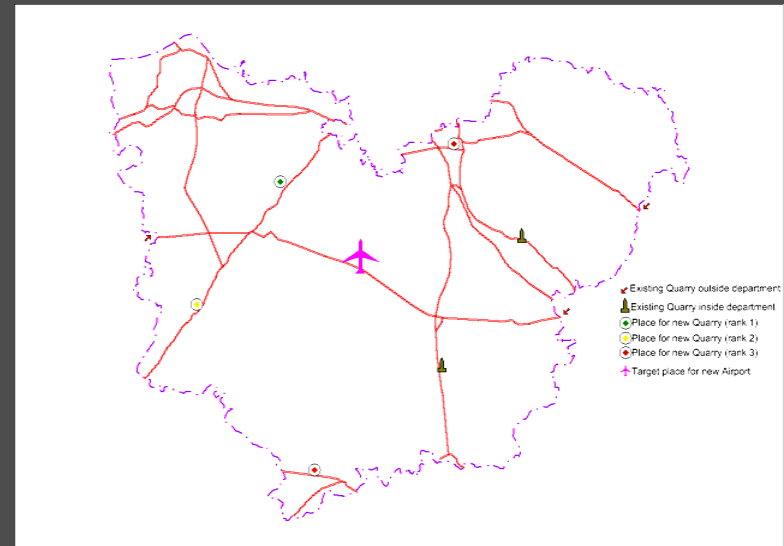 Existing Quarry outside department
Existing Quarry inside department
Place for new Quarry (rank 1)
Place for new Quarry (rank 2)
Place for new Quarry (rank 3)
Target place for new Airport